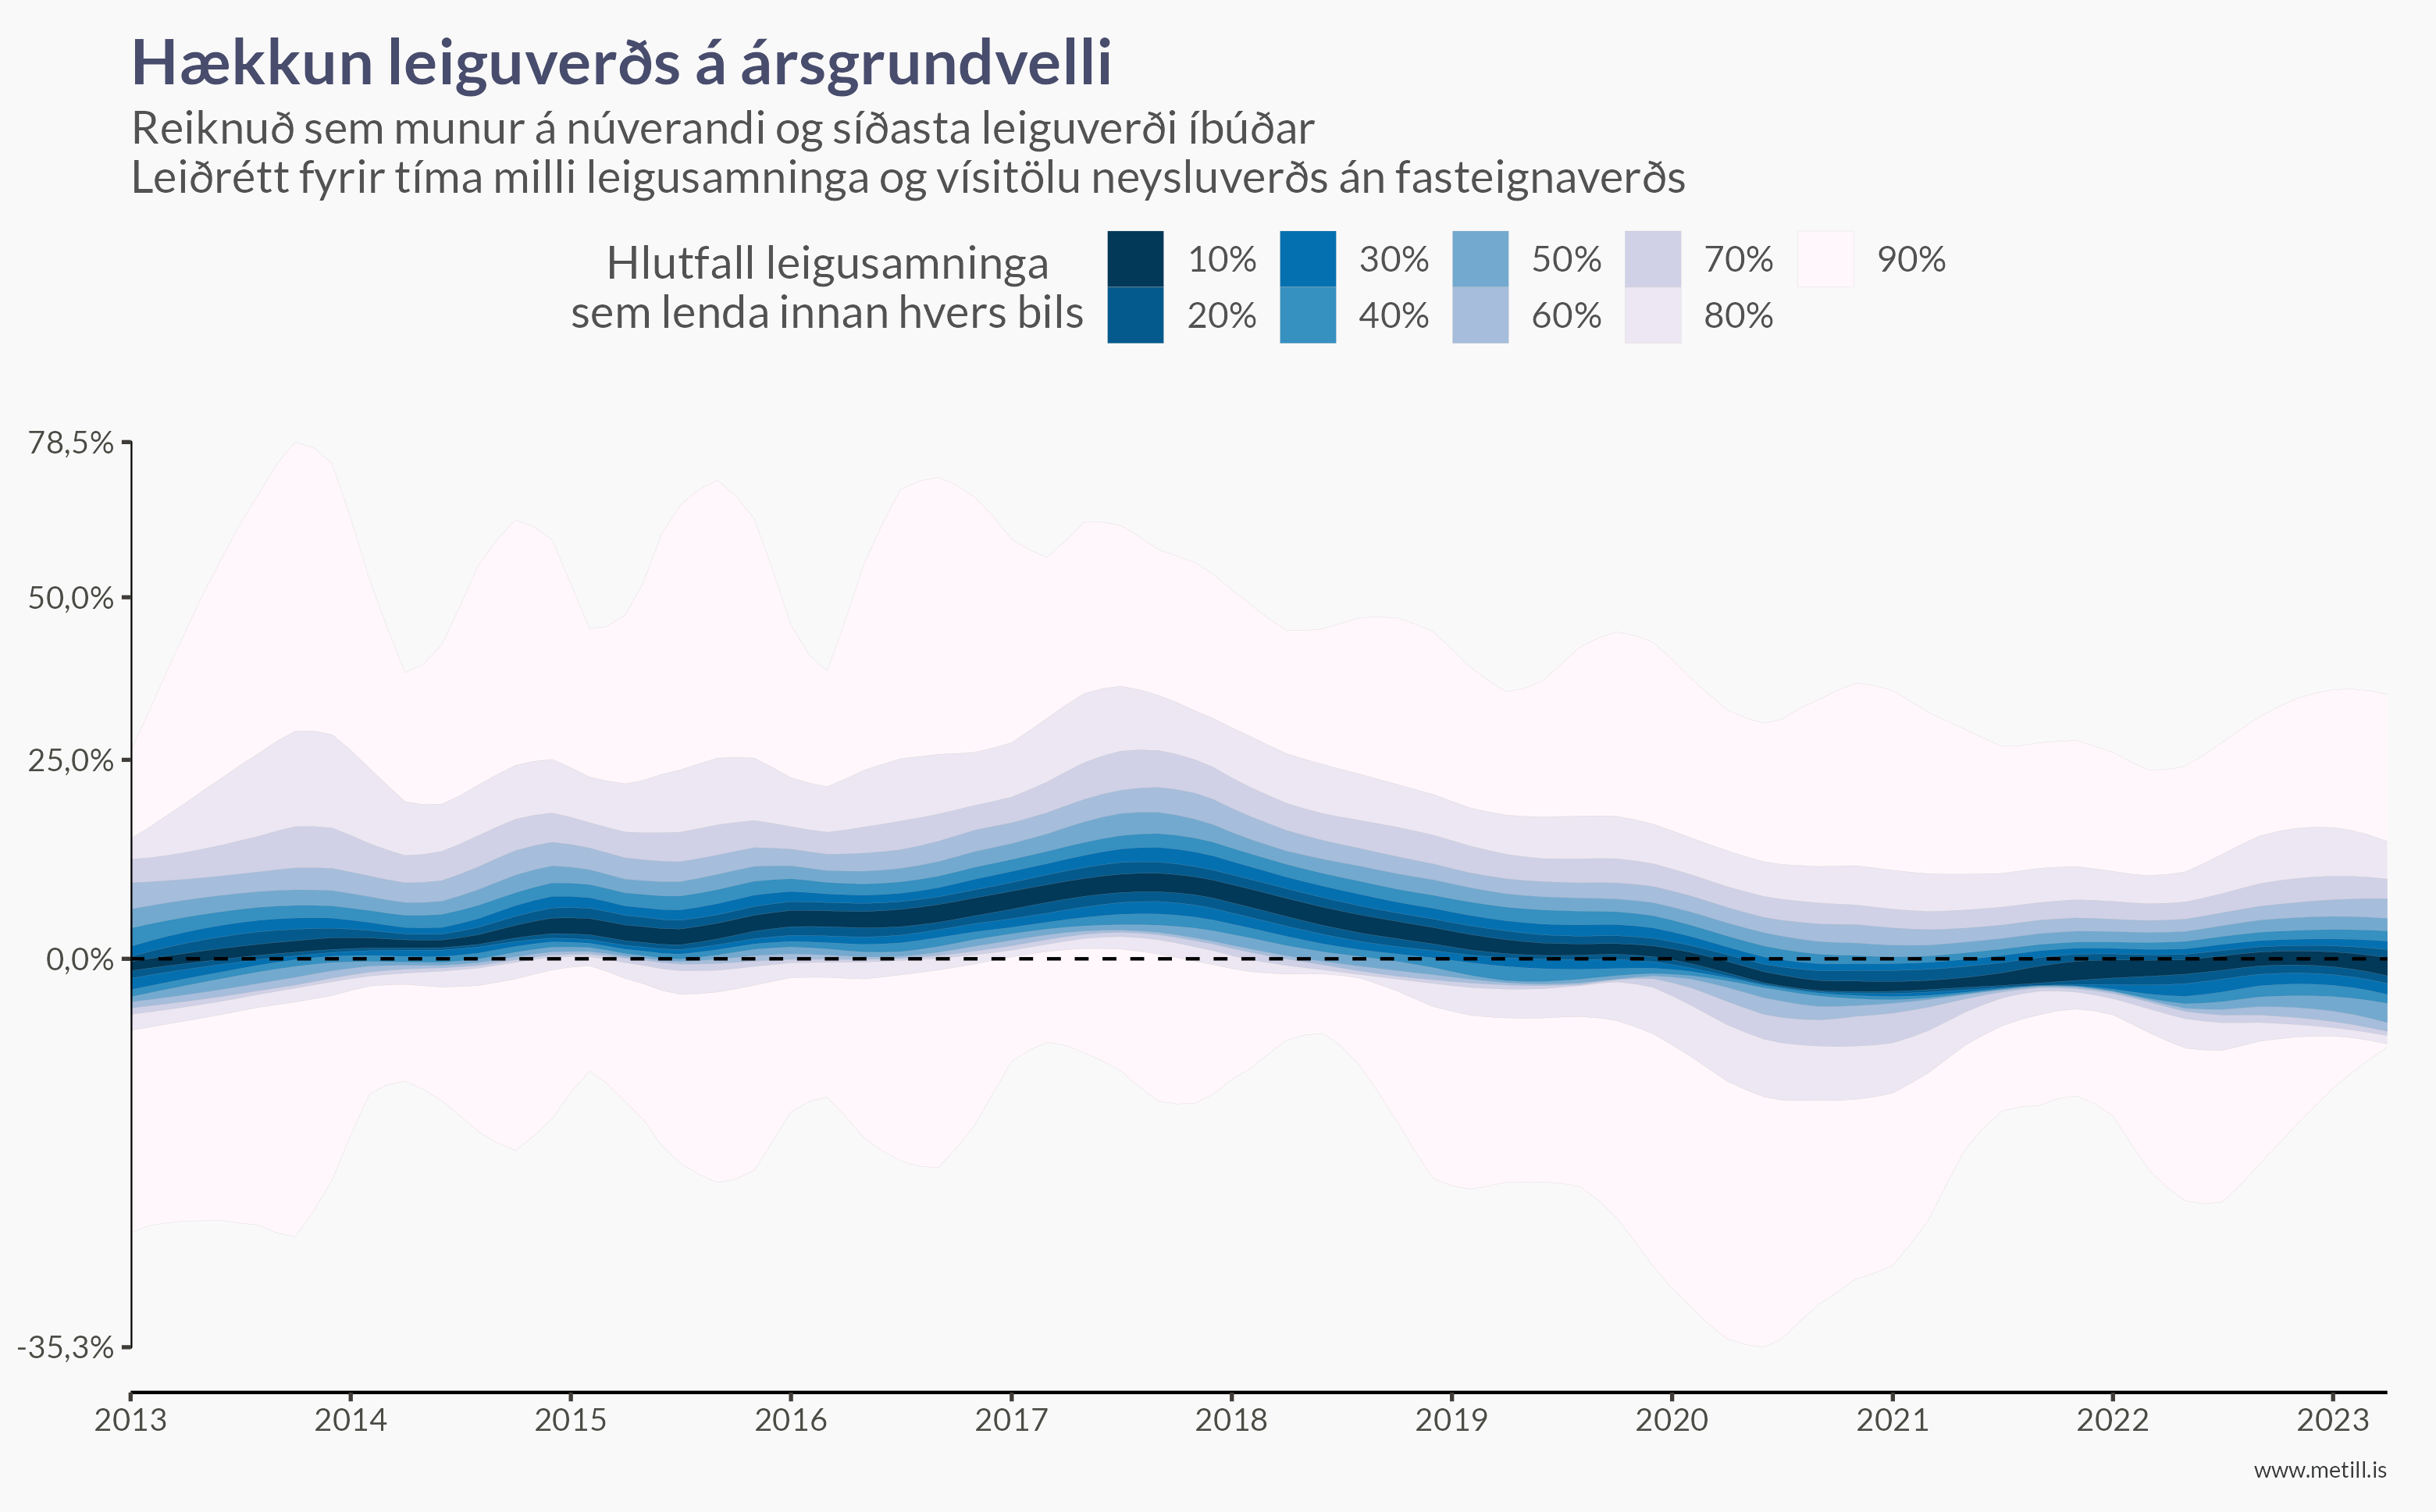 Hækkun leiguverðs á ársgrundvelli
Reiknuð sem munur á núverandi og síðasta leiguverði íbúðar
Leiðrétt fyrir tíma milli leigusamninga og vísitölu neysluverðs án fasteignaverðs
Hlutfall leigusamninga
sem lenda innan hvers bils
10% 30% 50% 70% 90%
20% 40% 60% 80%
78,5%
50,0%
25,0%
0,0%
-35,3%
2013 2014 2015 2016 2017 2018 2019 2020 2021 2022 2023
www.metill.is